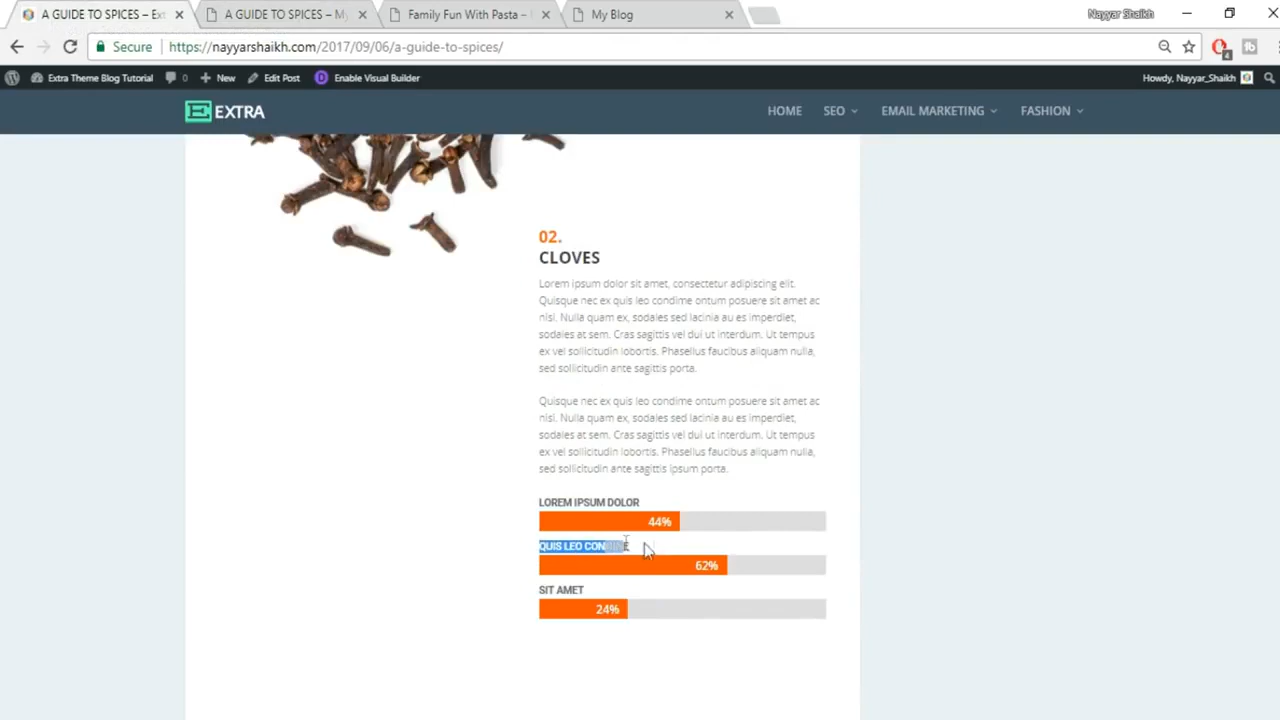 A GUIDE TO SPICES – Ex
A GUIDE TO SPICES – My
Family Fun With Pasta –
My Blog
Nayyar Shaikh
Secure
https://nayyarshaikh.com/2017/09/06/a-guide-to-spices/
4
Extra Theme Blog Tutorial
0
New
Edit Post
D
Enable Visual Builder
Howdy, Nayyar_Shaikh
E EXTRA
HOME
SEO
EMAIL MARKETING
FASHION
02.
CLOVES
Lorem ipsum dolor sit amet, consectetur adipiscing elit.
Quisque nec ex quis leo condime ontum posuere sit amet ac
nisi. Nulla quam ex, sodales sed lacinia au es imperdiet,
sodales at sem. Cras sagittis vel dui ut interdum. Ut tempus
ex vel sollicitudin lobortis. Phasellus faucibus aliquam nulla,
sed sollicitudin ante sagittis porta.
Quisque nec ex quis leo condime ontum posuere sit amet ac
nisi. Nulla quam ex, sodales sed lacinia au es imperdiet,
sodales at sem. Cras sagittis vel dui ut interdum. Ut tempus
ex vel sollicitudin lobortis. Phasellus faucibus aliquam nulla,
sed sollicitudin ante sagittis ipsum porta.
LOREM IPSUM DOLOR
44%
QUIS LEO CONDIME
62%
SIT AMET
24%